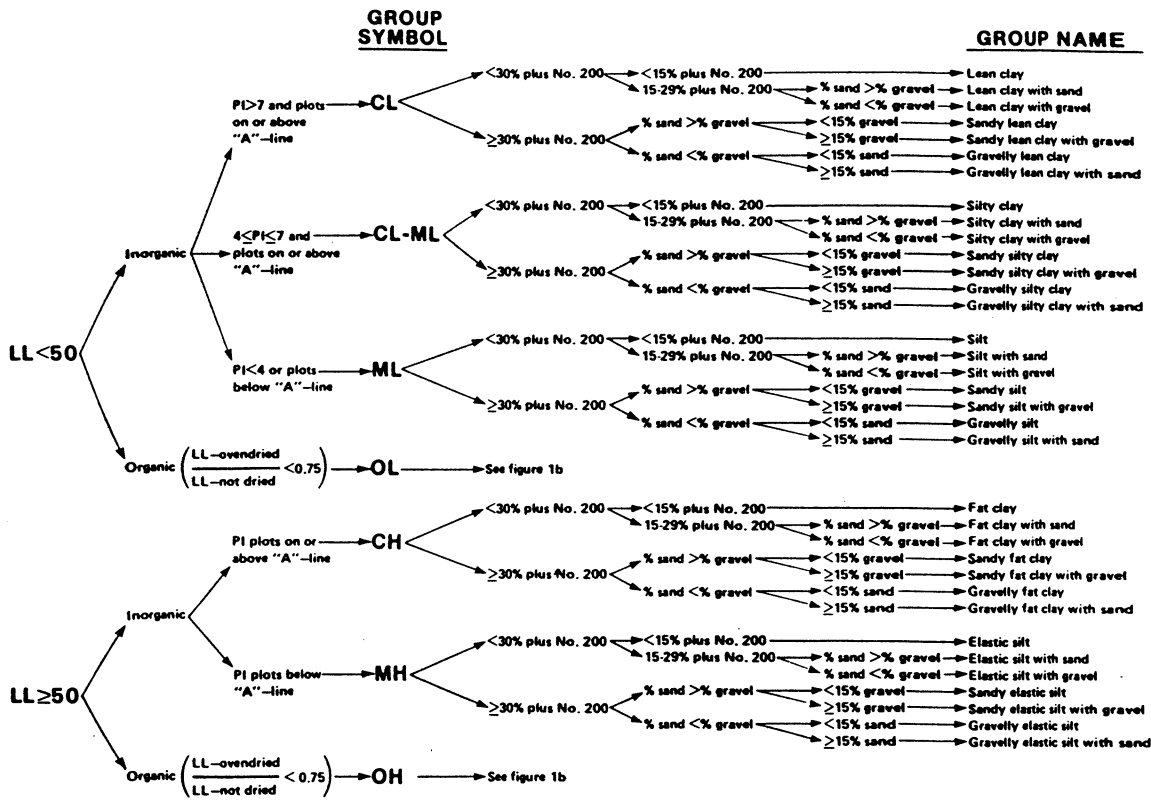 GROUP
SYMBOL
GROUP NAME
<30% plus No. 200
<15% plus No. 200
Lean clay
PI>7 and plots
on or above
"A"—line
CL
15-29% plus No. 200
% sand >% gravel
Lean clay with sand
% sand <% gravel
Lean clay with gravel
≥30% plus No. 200
% sand >% gravel
<15% gravel
Sandy lean clay
≥15% gravel
Sandy lean clay with gravel
% sand <% gravel
<15% sand
Gravelly lean clay
≥15% sand
Gravelly lean clay with sand
Inorganic
4≤PI≤7 and
plots on or above
"A"—line
CL-ML
<30% plus No. 200
<15% plus No. 200
Silty clay
15-29% plus No. 200
% sand >% gravel
Silty clay with sand
% sand <% gravel
Silty clay with gravel
≥30% plus No. 200
% sand >% gravel
<15% gravel
Sandy silty clay
≥15% gravel
Sandy silty clay with gravel
% sand <% gravel
<15% sand
Gravelly silty clay
≥15% sand
Gravelly silty clay with sand
LL<50
PI<4 or plots
below "A"—line
ML
<30% plus No. 200
<15% plus No. 200
Silt
15-29% plus No. 200
% sand >% gravel
Silt with sand
% sand <% gravel
Silt with gravel
≥30% plus No. 200
% sand >% gravel
<15% gravel
Sandy silt
≥15% gravel
Sandy silt with gravel
% sand <% gravel
<15% sand
Gravelly silt
≥15% sand
Gravelly silt with sand
Organic (LL—ovendried
LL—not dried <0.75)
OL
See figure 1b
PI plots on or
above "A"—line
CH
<30% plus No. 200
<15% plus No. 200
Fat clay
15-29% plus No. 200
% sand >% gravel
Fat clay with sand
% sand <% gravel
Fat clay with gravel
≥30% plus No. 200
% sand >% gravel
<15% gravel
Sandy fat clay
≥15% gravel
Sandy fat clay with gravel
% sand <% gravel
<15% sand
Gravelly fat clay
≥15% sand
Gravelly fat clay with sand
Inorganic
LL≥50
PI plots below
"A"—line
MH
<30% plus No. 200
<15% plus No. 200
Elastic silt
15-29% plus No. 200
% sand >% gravel
Elastic silt with sand
% sand <% gravel
Elastic silt with gravel
≥30% plus No. 200
% sand >% gravel
<15% gravel
Sandy elastic silt
≥15% gravel
Sandy elastic silt with gravel
% sand <% gravel
<15% sand
Gravelly elastic silt
≥15% sand
Gravelly elastic silt with sand
Organic (LL—ovendried
LL—not dried <0.75)
OH
See figure 1b